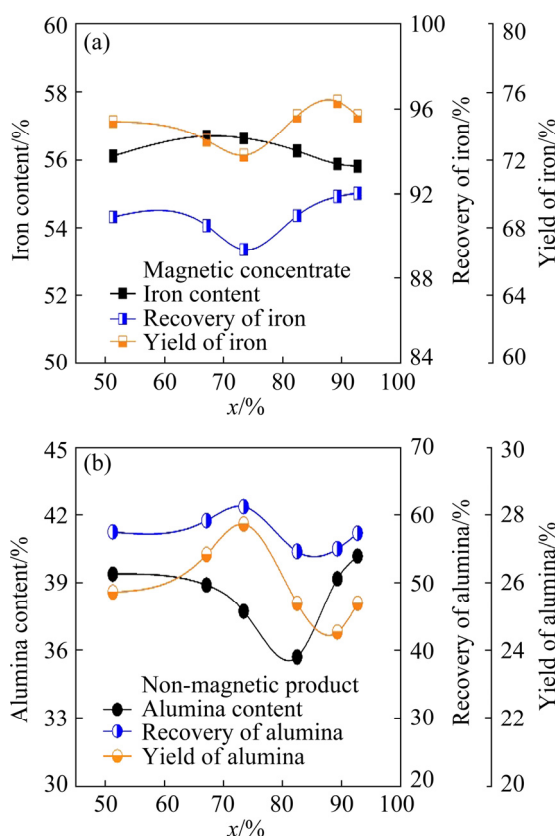 (a)
60
58
56
54
52
50
Iron content/%
100
96
92
88
84
Recovery of iron/%
80
76
72
68
64
60
Yield of iron/%
Magnetic concentrate
Iron content
Recovery of iron
Yield of iron
50 60 70 80 90 100
x/%
(b)
45
42
39
36
33
30
Alumina content/%
70
60
50
40
30
20
Recovery of alumina/%
30
28
26
24
22
20
Yield of alumina/%
Non-magnetic product
Alumina content
Recovery of alumina
Yield of alumina
50 60 70 80 90 100
x/%